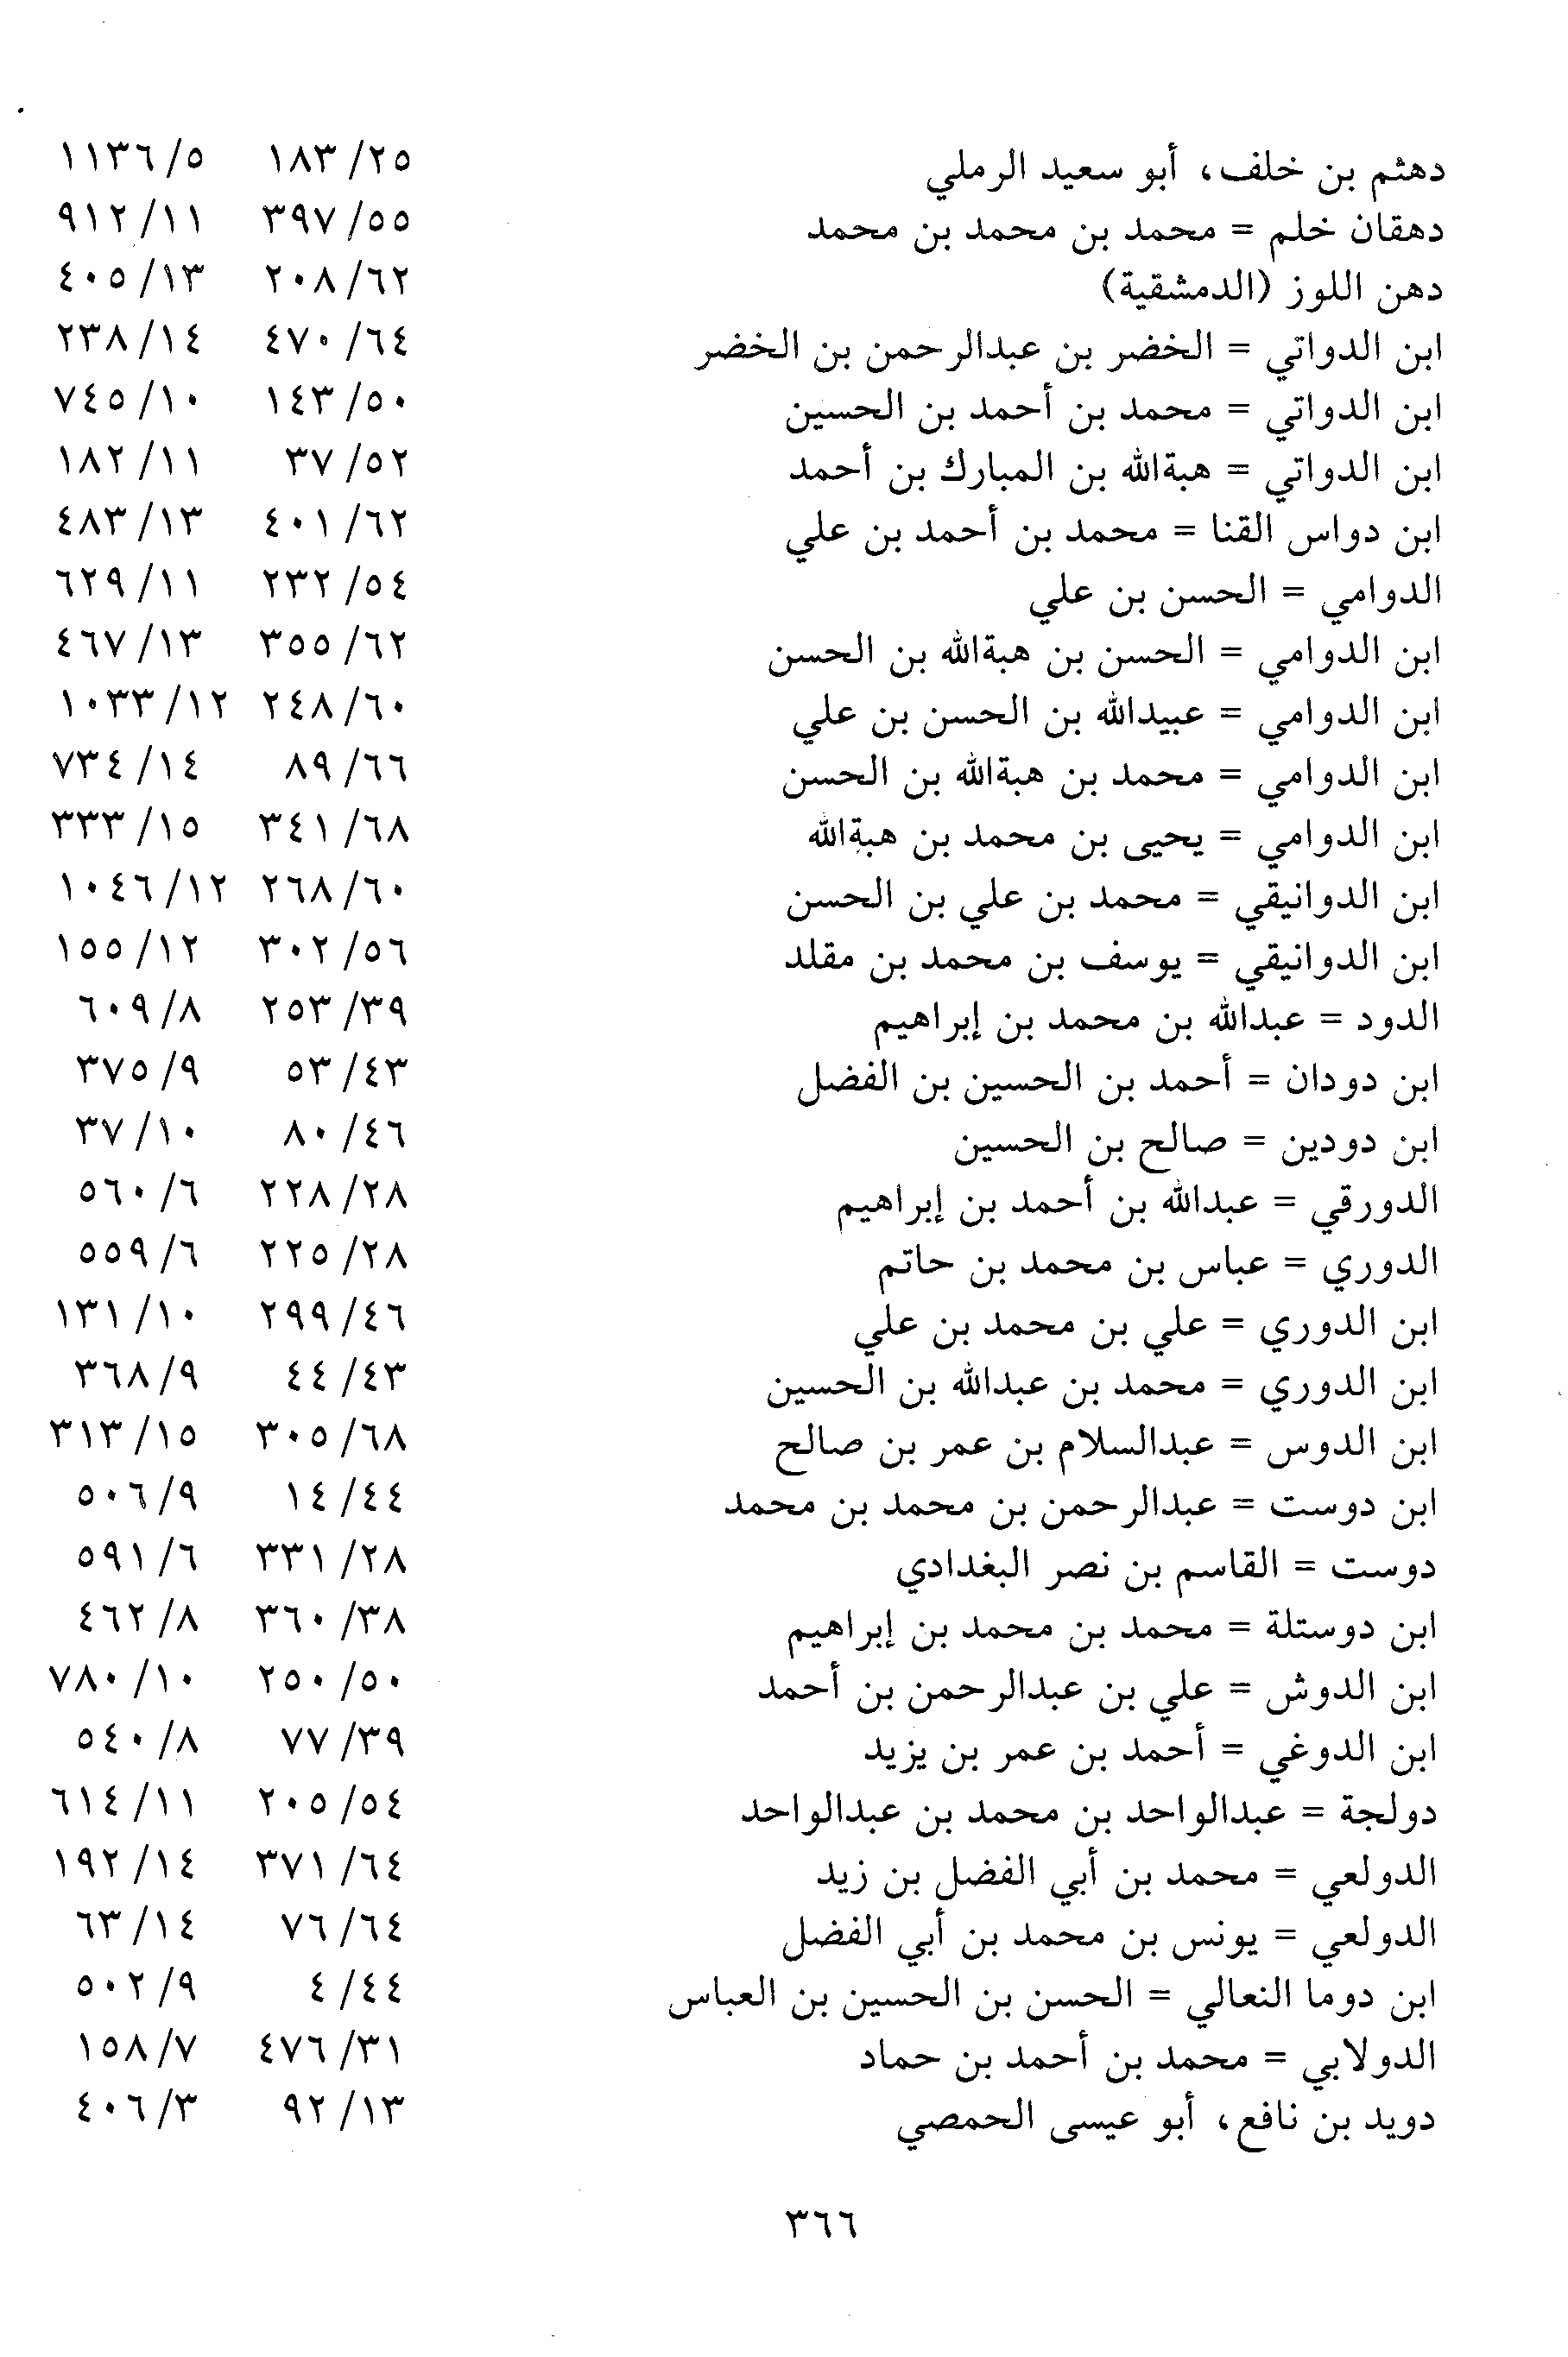 دهثم بن خلف، أبو سعيد الرملي ٢٥/ ١٨٣ ٥/ ١١٣٦
دهقان خلم = محمد بن محمد بن محمد ٥٥/ ٣٩٧ ١١/ ٩١٢
دهن اللوز (الدمشقية) ٦٢/ ٢٠٨ ١٣/ ٤٠٥
ابن الدواتي = الخضر بن عبدالرحمن بن الخضر ٦٤/ ٤٧٠ ١٤/ ٢٣٨
ابن الدواتي = محمد بن أحمد بن الحسين ٥٠/ ١٤٣ ١٠/ ٧٤٥
ابن الدواتي = هبةالله بن المبارك بن أحمد ٥٢/ ٣٧ ١١/ ١٨٢
ابن دواس القنا = محمد بن أحمد بن علي ٦٢/ ٤٠١ ١٣/ ٤٨٣
الدوامي = الحسن بن علي ٥٤/ ٢٣٢ ١١/ ٦٢٩
ابن الدوامي = الحسن بن هبةالله بن الحسن ٦٢/ ٣٥٥ ١٣/ ٤٦٧
ابن الدوامي = عبيدالله بن الحسن بن علي ٦٠/ ٢٤٨ ١٢/ ١٠٣٣
ابن الدوامي = محمد بن هبةالله بن الحسن ٦٦/ ٨٩ ١٤/ ٧٣٤
ابن الدوامي = يحيى بن محمد بن هبةالله ٦٨/ ٣٤١ ١٥/ ٣٣٣
ابن الدوانيقي = محمد بن علي بن الحسن ٦٠/ ٢٦٨ ١٢/ ١٠٤٦
ابن الدوانيقي = يوسف بن محمد بن مقلد ٥٦/ ٣٠٢ ١٢/ ١٥٥
الدود = عبدالله بن محمد بن إبراهيم ٣٩/ ٢٥٣ ٨/ ٦٠٩
ابن دودان = أحمد بن الحسين بن الفضل ٤٣/ ٥٣ ٩/ ٣٧٥
ابن دودين = صالح بن الحسين ٤٦/ ٨٠ ١٠/ ٣٧
الدورقي = عبدالله بن أحمد بن إبراهيم ٢٨/ ٢٢٨ ٦/ ٥٦٠
الدوري = عباس بن محمد بن حاتم ٢٨/ ٢٢٥ ٦/ ٥٥٩
ابن الدوري = علي بن محمد بن علي ٤٦/ ٢٩٩ ١٠/ ١٣١
ابن الدوري = محمد بن عبدالله بن الحسين ٤٣/ ٤٤ ٩/ ٣٦٨
ابن الدوس = عبدالسلام بن عمر بن صالح ٦٨/ ٣٠٥ ١٥/ ٣١٣
ابن دوست = عبدالرحمن بن محمد بن محمد ٤٤/ ١٤ ٩/ ٥٠٦
دوست = القاسم بن نصر البغدادي ٢٨/ ٣٣١ ٦/ ٥٩١
ابن دوستلة = محمد بن محمد بن إبراهيم ٣٨/ ٣٦٠ ٨/ ٤٦٢
ابن الدوش = علي بن عبدالرحمن بن أحمد ٥٠/ ٢٥٠ ١٠/ ٧٨٠
ابن الدوغي = أحمد بن عمر بن يزيد ٣٩/ ٧٧ ٨/ ٥٤٠
دولجة = عبدالواحد بن محمد بن عبدالواحد ٥٤/ ٢٠٥ ١١/ ٦١٤
الدولعي = محمد بن أبي الفضل بن زيد ٦٤/ ٣٧١ ١٤/ ١٩٢
الدولعي = يونس بن محمد بن أبي الفضل ٦٤/ ٧٦ ١٤/ ٦٣
ابن دوما النعالي = الحسن بن الحسين بن العباس ٤٤/ ٤ ٩/ ٥٠٢
الدولابي = محمد بن أحمد بن حماد ٣١/ ٤٧٦ ٧/ ١٥٨
دويد بن نافع، أبو عيسى الحمصي ١٣/ ٩٢ ٣/ ٤٠٦
٣٦٦